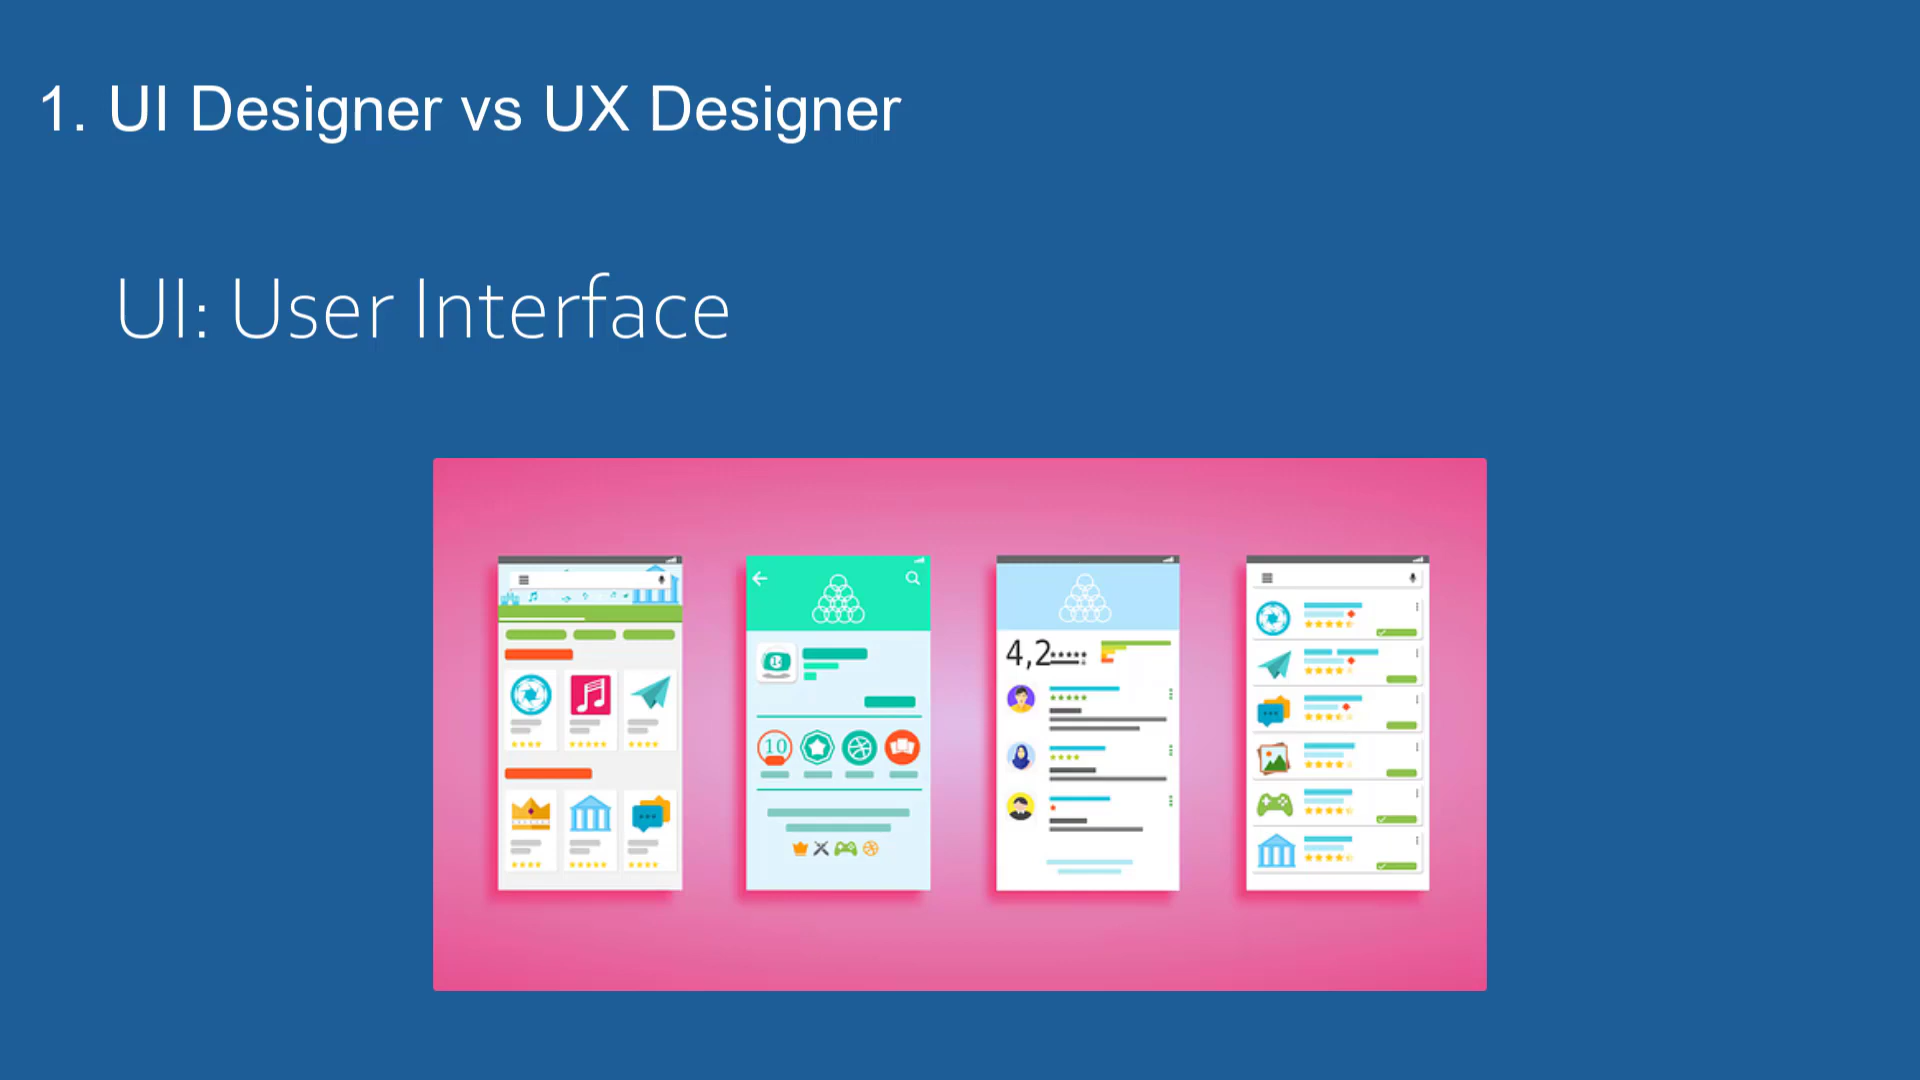 1. UI Designer vs UX Designer
UI: User Interface
4,2
10